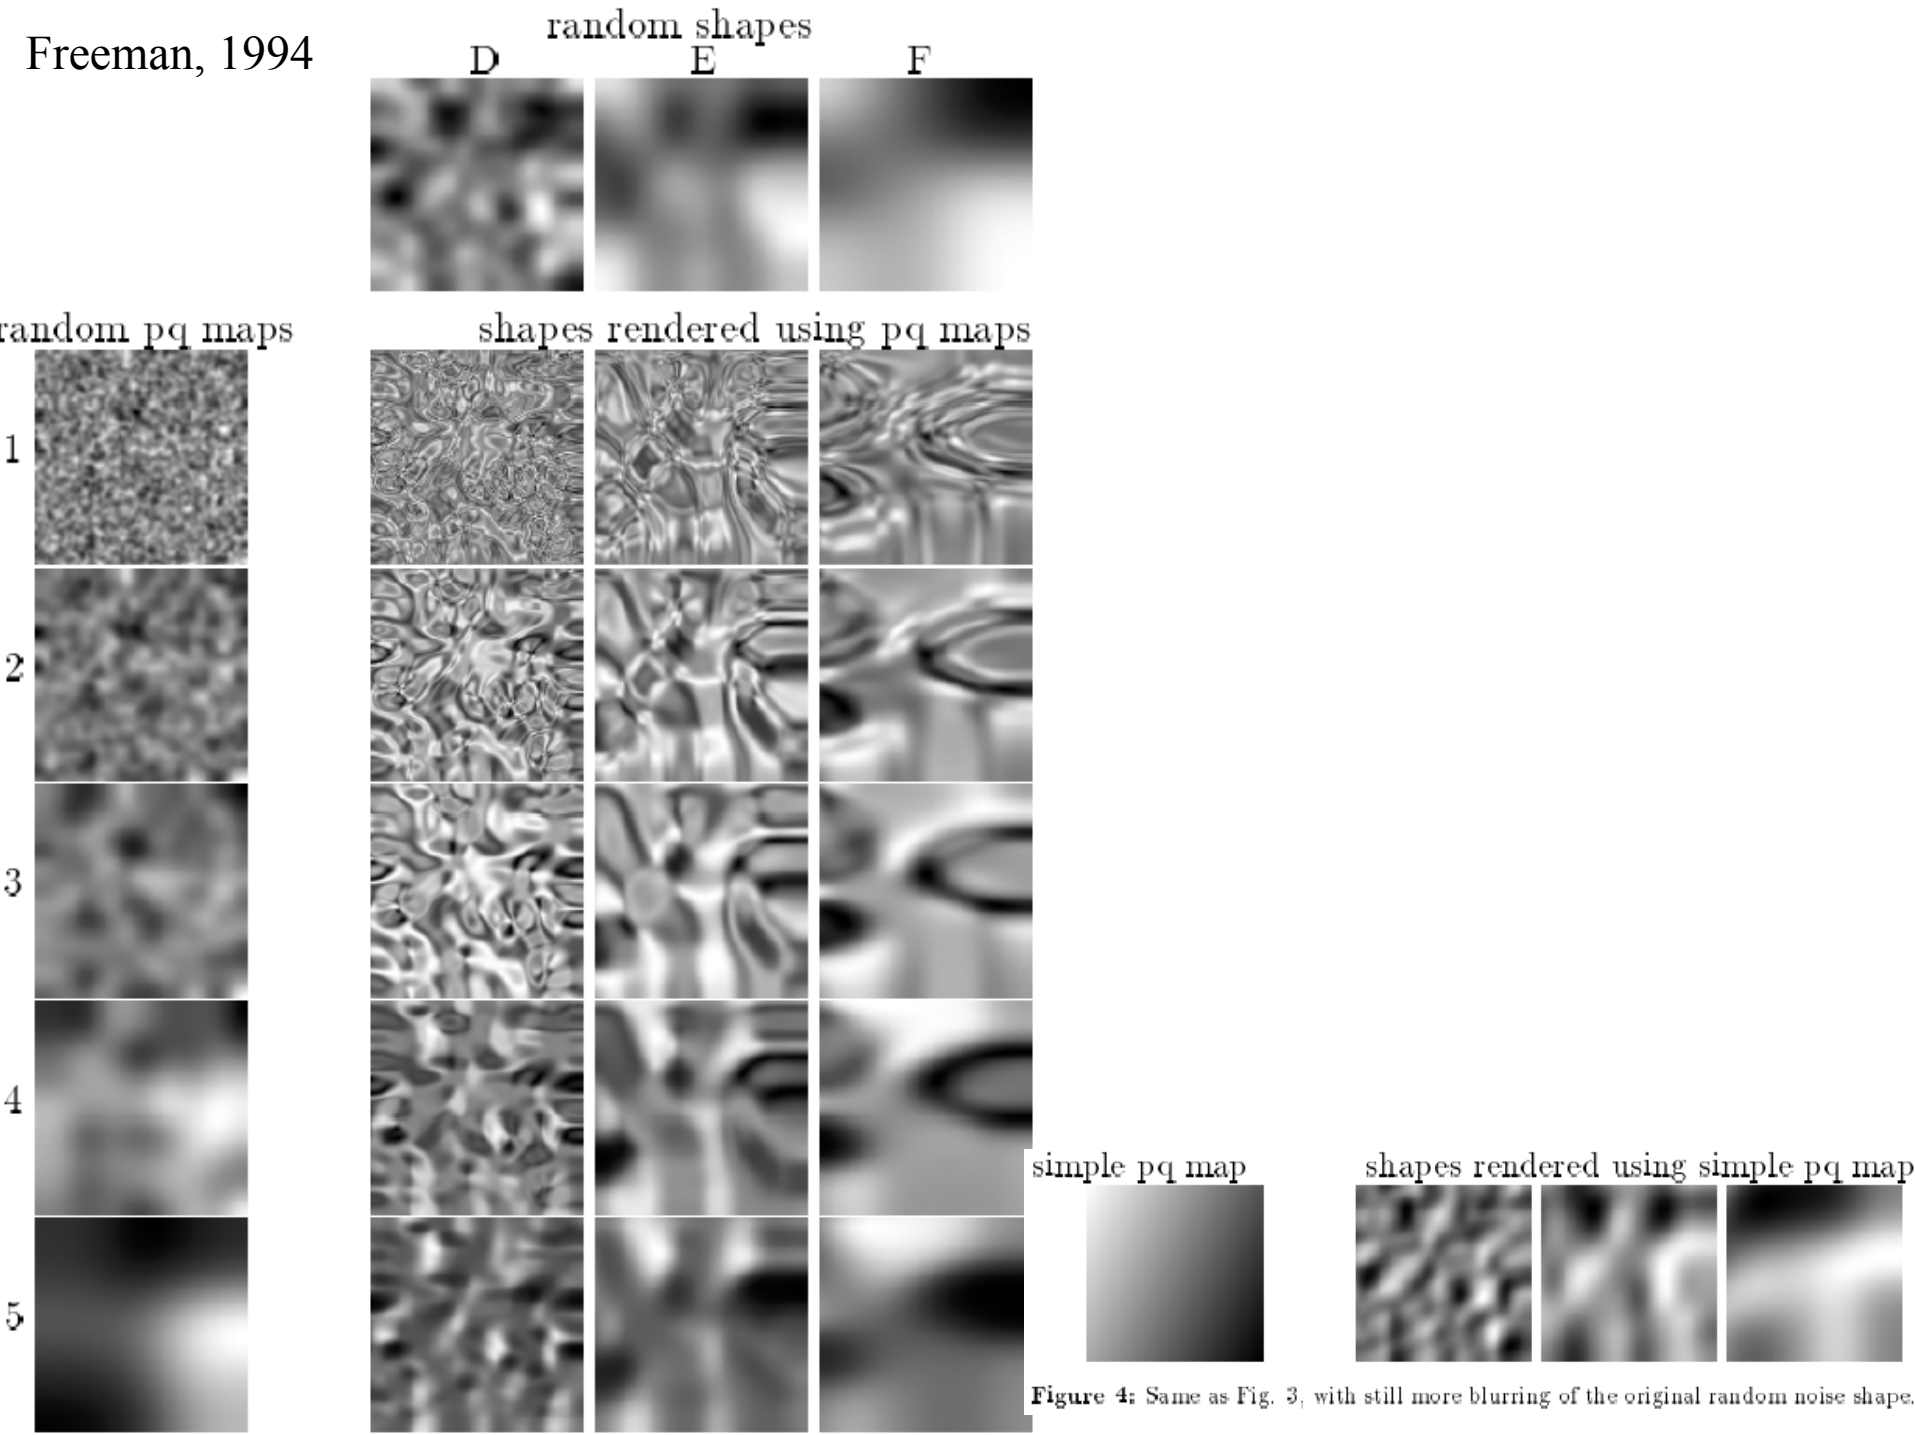 Freeman, 1994
random shapes
D E F
random pq maps
shapes rendered using pq maps
1
2
3
4
5
simple pq map
shapes rendered using simple pq map
Figure 4: Same as Fig. 3, with still more blurring of the original random noise shape.